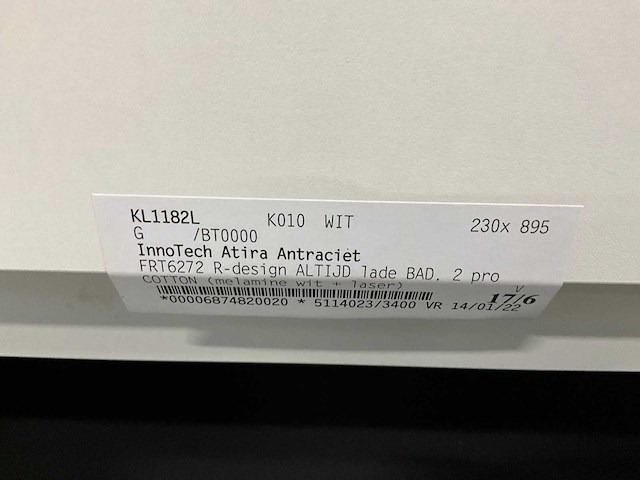 KL1182L K010 WIT 230x 895
G /BT0000
InnoTech Atira Antraciet
FRT6272 R-design ALTIJD lade BAD, 2 pro
COTTON (melamine wit + laser) V
17/6
*00006874820020 * 5114023/3400 VR 14/01/22